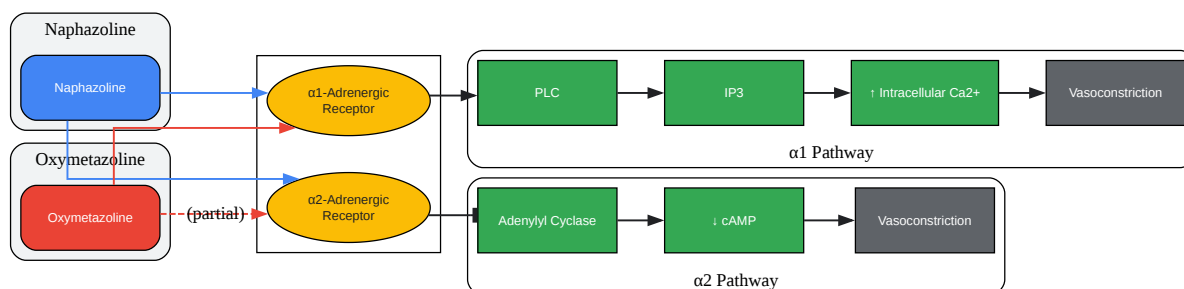 Naphazoline
Naphazoline
Oxymetazoline
Oxymetazoline
(partial)
α1-Adrenergic
Receptor
α2-Adrenergic
Receptor
PLC
IP3
↑ Intracellular Ca2+
Vasoconstriction
α1 Pathway
Adenylyl Cyclase
↓ cAMP
Vasoconstriction
α2 Pathway